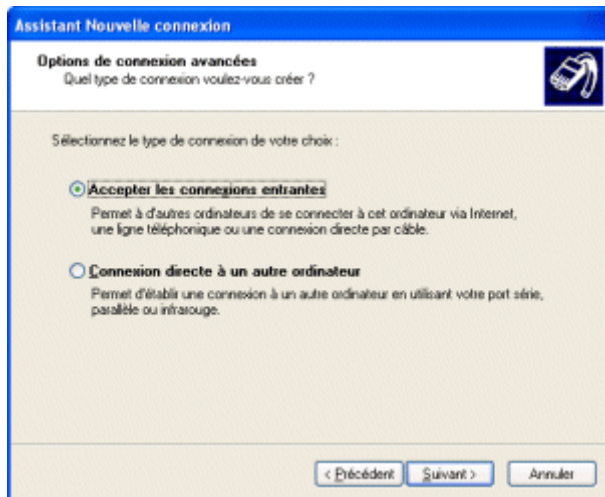 Assistant Nouvelle connexion
Options de connexion avancées
Quel type de connexion voulez-vous créer ?
Sélectionnez le type de connexion de votre choix :
Accepter les connexions entrantes
Permet à d'autres ordinateurs de se connecter à cet ordinateur via Internet,
une ligne téléphonique ou une connexion directe par câble.
Connexion directe à un autre ordinateur
Permet d'établir une connexion à un autre ordinateur en utilisant votre port série,
parallèle ou infrarouge.
< Précédent Suivant > Annuler